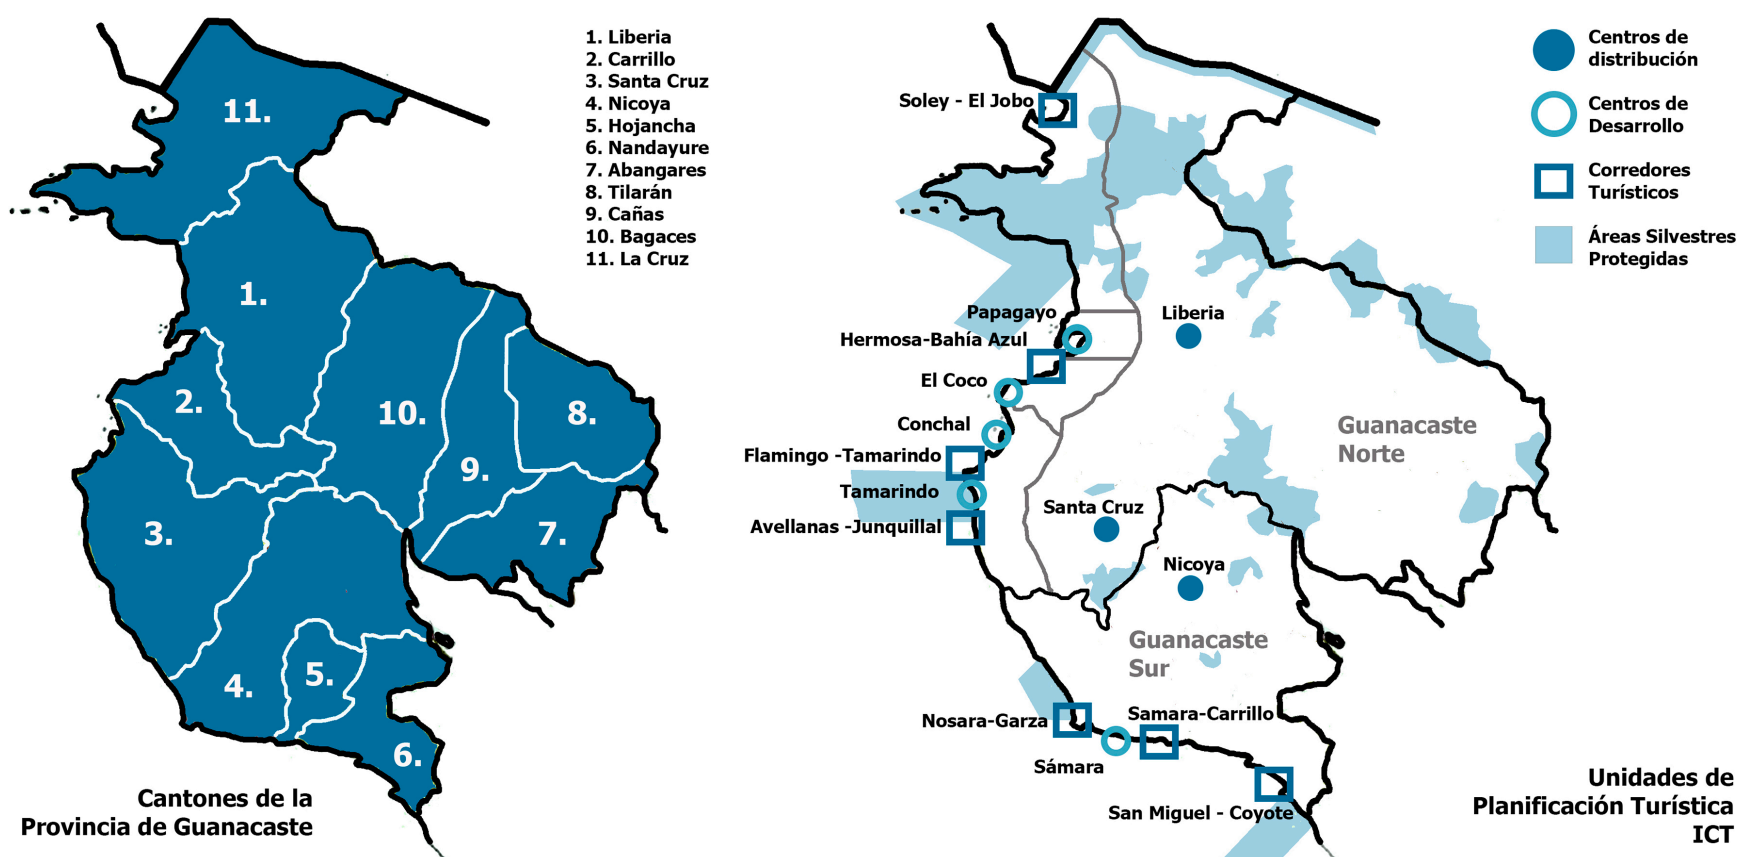 1. Liberia
2. Carrillo
3. Santa Cruz
4. Nicoya
5. Hojancha
6. Nandayure
7. Abangares
8. Tilarán
9. Cañas
10. Bagaces
11. La Cruz
11.
1.
2.
10.
8.
9.
3.
7.
5.
4.
6.
Cantones de la
Provincia de Guanacaste
Centros de
distribución
Centros de
Desarrollo
Corredores
Turísticos
Áreas Silvestres
Protegidas
Soley - El Jobo
Papagayo
Liberia
Hermosa-Bahía Azul
El Coco
Conchal
Guanacaste
Norte
Flamingo -Tamarindo
Tamarindo
Santa Cruz
Avellanas -Junquillal
Nicoya
Guanacaste
Sur
Nosara-Garza
Samara-Carrillo
Sámara
San Miguel - Coyote
Unidades de
Planificación Turística
ICT